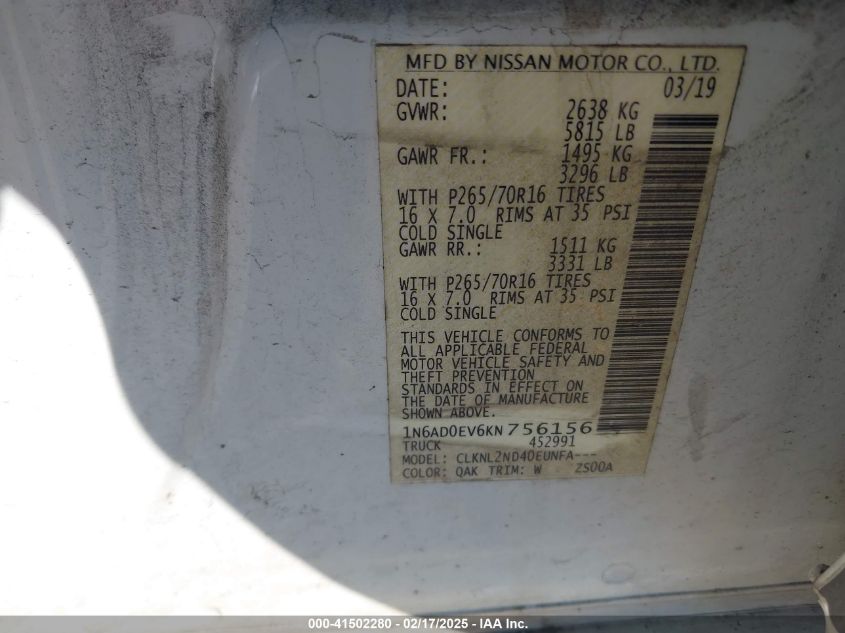 MFD BY NISSAN MOTOR CO., LTD.
DATE: 03/19
GVWR: 2638 KG
5815 LB
GAWR FR.: 1495 KG
3296 LB
WITH P265/70R16 TIRES
16 X 7.0 RIMS AT 35 PSI
COLD SINGLE
GAWR RR.: 1511 KG
3331 LB
WITH P265/70R16 TIRES
16 X 7.0 RIMS AT 35 PSI
COLD SINGLE
THIS VEHICLE CONFORMS TO
ALL APPLICABLE FEDERAL
MOTOR VEHICLE SAFETY AND
THEFT PREVENTION
STANDARDS IN EFFECT ON
THE DATE OF MANUFACTURE
SHOWN ABOVE.
1N6AD0EV6KN756156
TRUCK 452991
MODEL: CLKNL2ND40EUNFA---
COLOR: QAK TRIM: W ZS00A
000-41502280 - 02/17/2025 - IAA Inc.